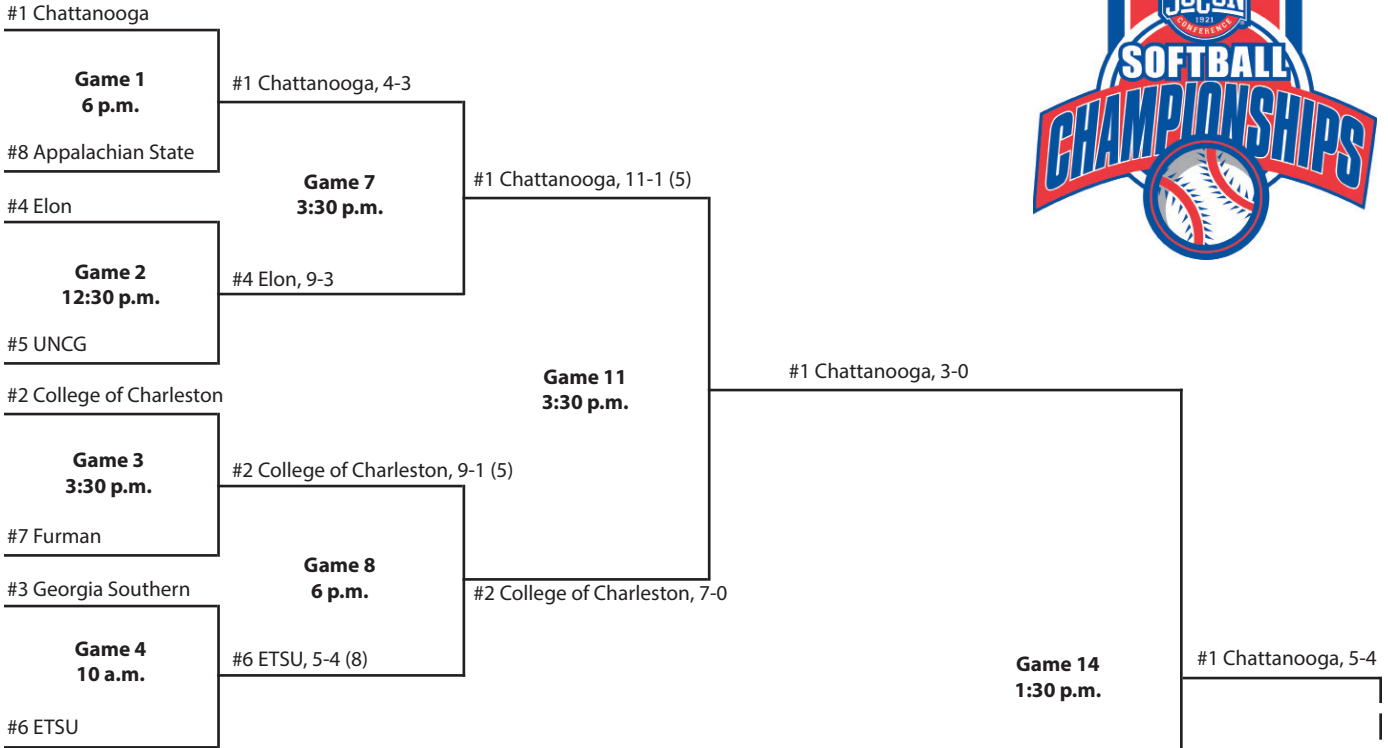 #1 Chattanooga
Game 1
6 p.m.
#8 Appalachian State
#1 Chattanooga, 4-3
#4 Elon
Game 2
12:30 p.m.
#5 UNCG
#4 Elon, 9-3
Game 7
3:30 p.m.
#1 Chattanooga, 11-1 (5)
#2 College of Charleston
Game 3
3:30 p.m.
#7 Furman
#2 College of Charleston, 9-1 (5)
#3 Georgia Southern
Game 4
10 a.m.
#6 ETSU
#6 ETSU, 5-4 (8)
Game 8
6 p.m.
#2 College of Charleston, 7-0
Game 11
3:30 p.m.
#1 Chattanooga, 3-0
Game 14
1:30 p.m.
#1 Chattanooga, 5-4
SOCON
1921
CONFERENCE
SOFTBALL
CHAMPIONSHIPS